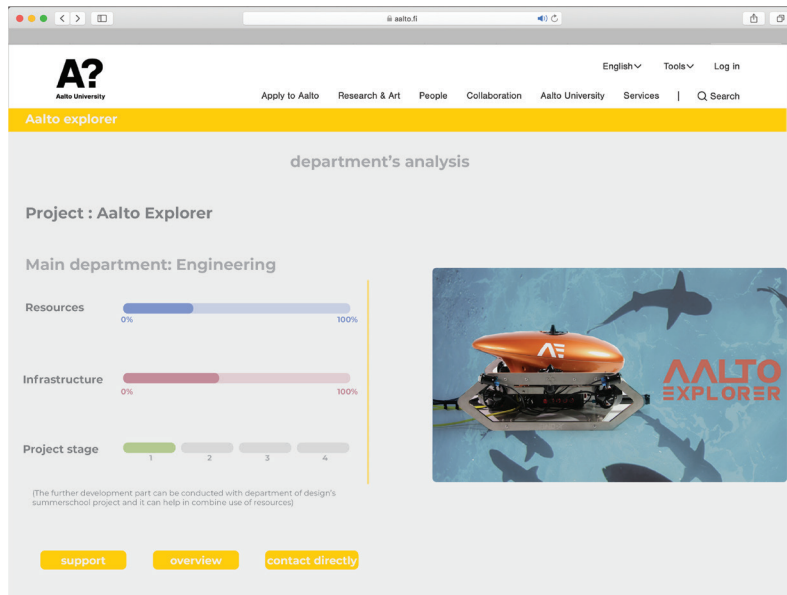 aalto.fi
English
Tools
Log in
A?
Aalto University
Apply to Aalto
Research & Art
People
Collaboration
Aalto University
Services
|
Search
Aalto explorer
department's analysis
Project : Aalto Explorer
Main department: Engineering
Resources
0%
100%
Infrastructure
0%
100%
Project stage
1
2
3
4
(The further development part can be conducted with department of design's
summerschool project and it can help in combine use of resources)
support
overview
contact directly
AE
AALTO
EXPLORER